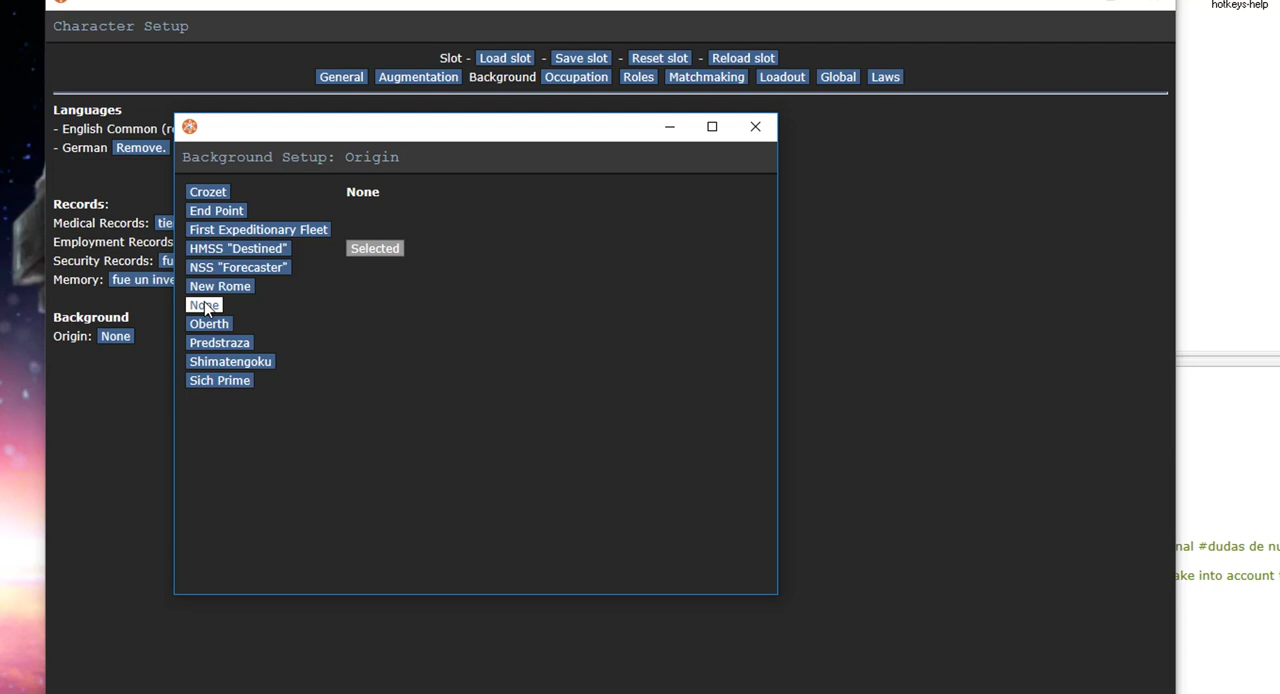 hotkeys-help
Character Setup
Slot - Load slot - Save slot - Reset slot - Reload slot
General Augmentation Background Occupation Roles Matchmaking Loadout Global Laws
Languages
- English Common (r
- German Remove.
Records:
Medical Records: tie
Employment Records
Security Records: fu
Memory: fue un inve
Background
Origin: None
Background Setup: Origin
Crozet
End Point
First Expeditionary Fleet
HMSS "Destined"
NSS "Forecaster"
New Rome
None
Oberth
Predstraza
Shimatengoku
Sich Prime
None
Selected
nal #dudas de nu
ake into account